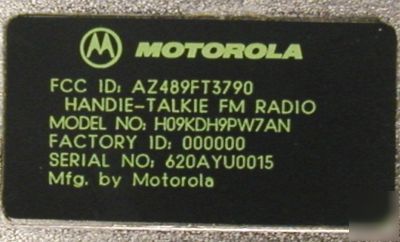 MOTOROLA
FCC ID: AZ489FT3790
HANDIE-TALKIE FM RADIO
MODEL NO: H09KDH9PW7AN
FACTORY ID: 000000
SERIAL NO: 620AYU0015
Mfg. by Motorola